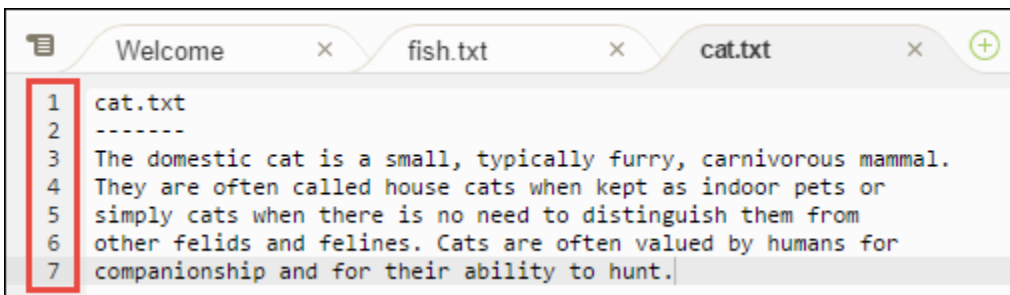 Welcome × fish.txt × cat.txt ×
1 cat.txt
2 -------
3 The domestic cat is a small, typically furry, carnivorous mammal.
4 They are often called house cats when kept as indoor pets or
5 simply cats when there is no need to distinguish them from
6 other felids and felines. Cats are often valued by humans for
7 companionship and for their ability to hunt.